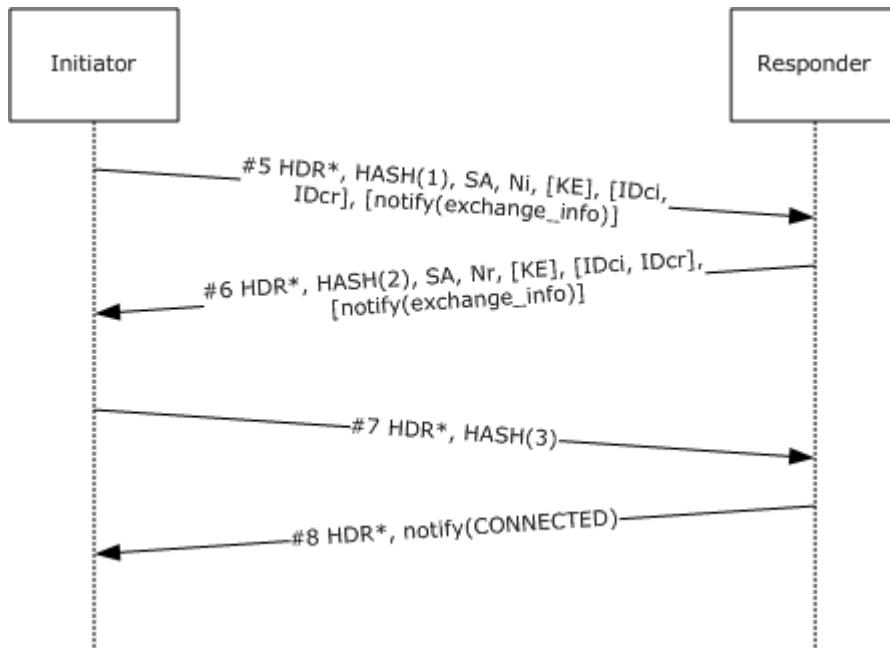 Initiator
Responder
#5 HDR*, HASH(1), SA, Ni, [KE], [IDci,
IDcr], [notify(exchange_info)]
#6 HDR*, HASH(2), SA, Nr, [KE], [IDci, IDcr],
[notify(exchange_info)]
#7 HDR*, HASH(3)
#8 HDR*, notify(CONNECTED)